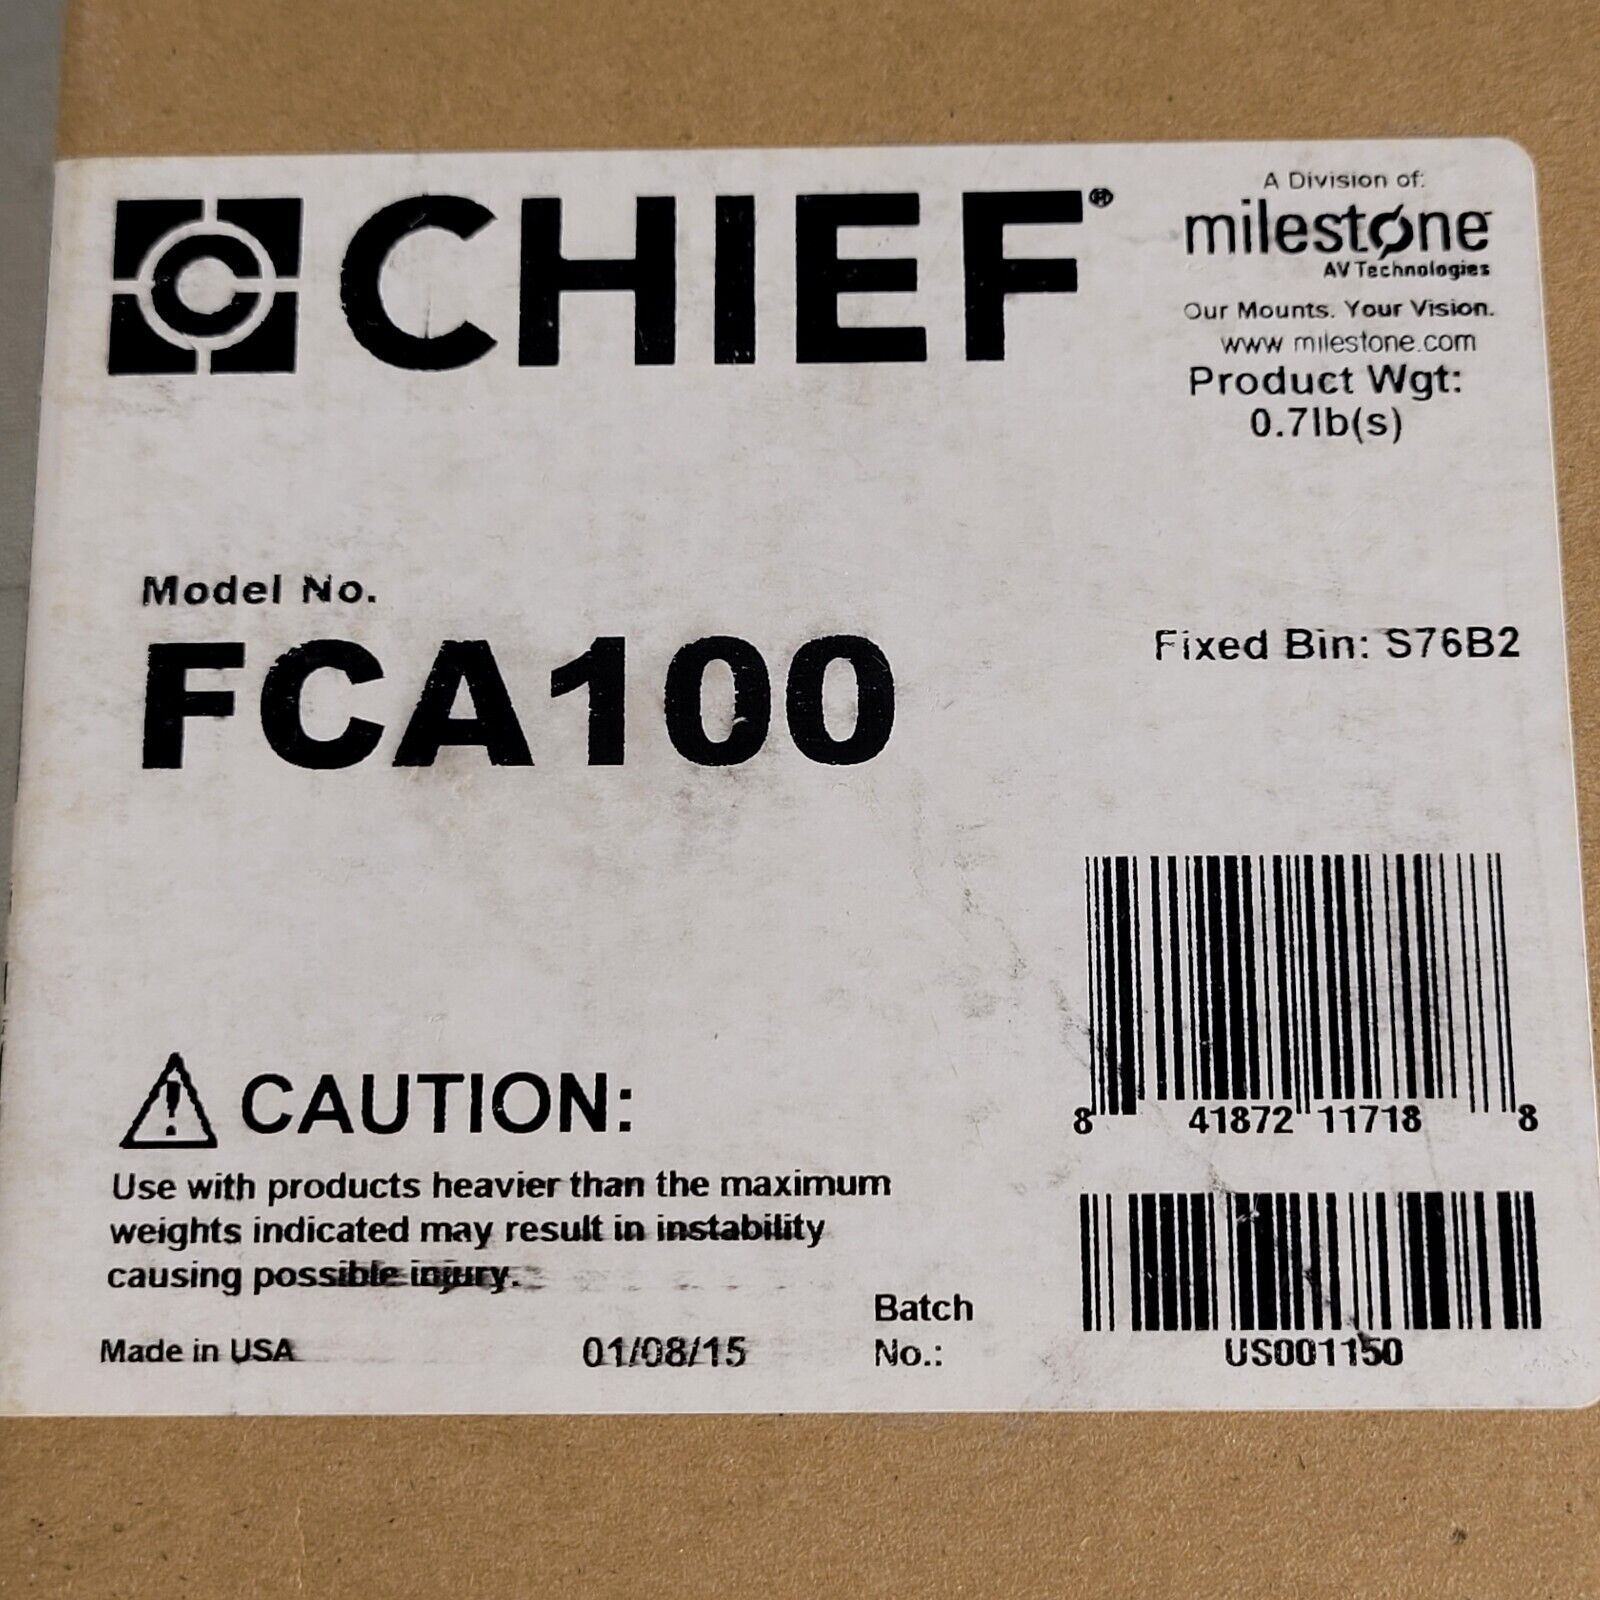 CHIEF®
A Division of:
milestone
AV Technologies
Our Mounts. Your Vision.
www milestone.com
Product Wgt:
0.7lb(s)
Model No.
FCA100
Fixed Bin: S76B2
8 41872 11718 8
CAUTION:
Use with products heavier than the maximum
weights indicated may result in instability
causing possible injury.
Made in USA
01/08/15
Batch
No.:
US001150